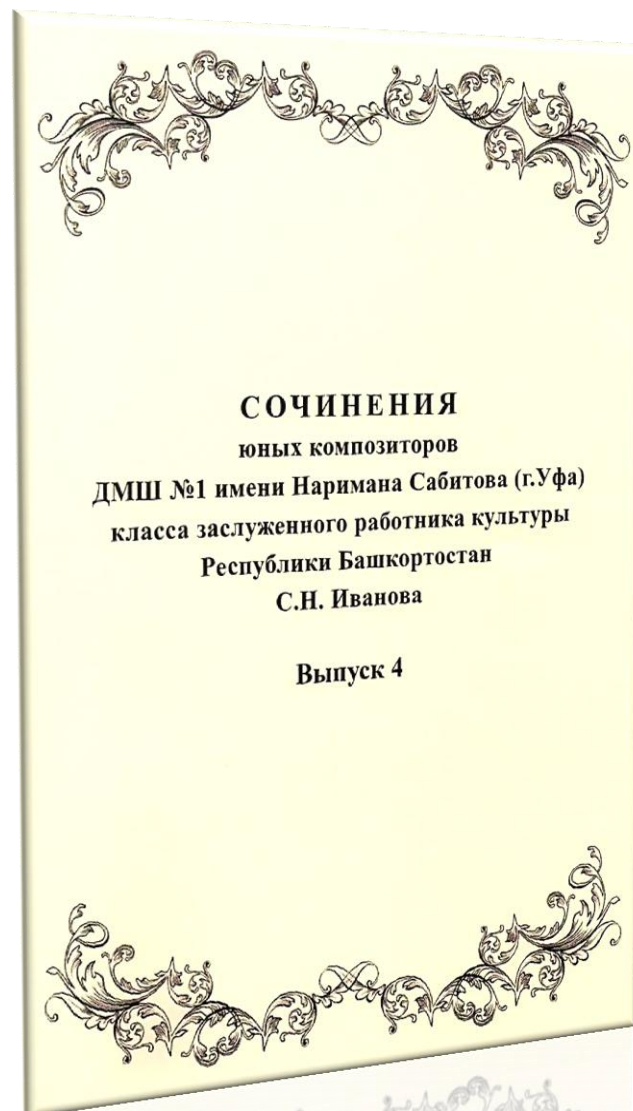 СОЧИНЕНИЯ
юных композиторов
ДМШ №1 имени Наримана Сабитова (г.Уфа)
класса заслуженного работника культуры
Республики Башкортостан
С.Н. Иванова
Выпуск 4